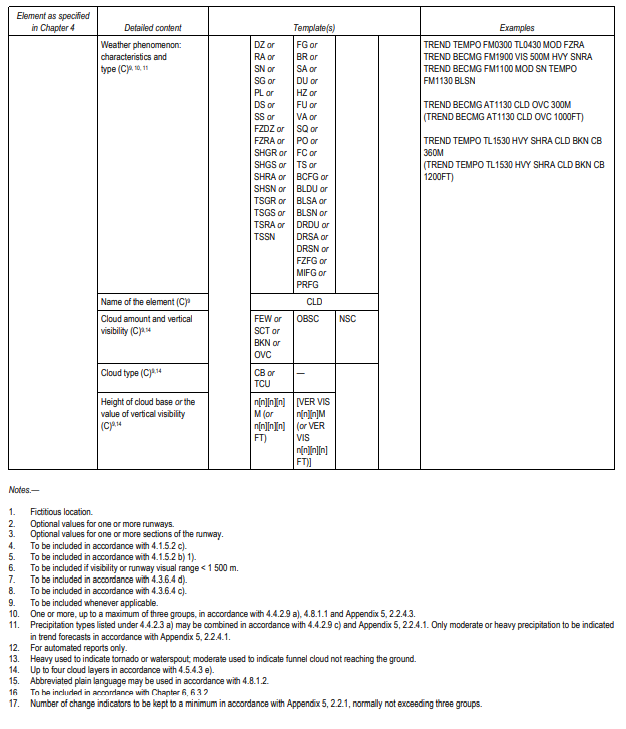 Element as specified
in Chapter 4
Detailed content
Template(s)
Examples
Weather phenomenon:
characteristics and
type (C)9, 10, 11
DZ or
RA or
SN or
SG or
PL or
DS or
SS or
FZDZ or
FZRA or
SHGR or
SHGS or
SHRA or
SHSN or
TSGR or
TSGS or
TSRA or
TSSN
FG or
BR or
SA or
DU or
HZ or
FU or
VA or
SQ or
PO or
FC or
TS or
BCFG or
BLDU or
BLSA or
BLSN or
DRDU or
DRSA or
DRSN or
FZFG or
MIFG or
PRFG
TREND TEMPO FM0300 TL0430 MOD FZRA
TREND BECMG FM1900 VIS 500M HVY SNRA
TREND BECMG FM1100 MOD SN TEMPO
FM1130 BLSN
TREND BECMG AT1130 CLD OVC 300M
(TREND BECMG AT1130 CLD OVC 1000FT)
TREND TEMPO TL1530 HVY SHRA CLD BKN CB
360M
(TREND TEMPO TL1530 HVY SHRA CLD BKN CB
1200FT)
Name of the element (C)9
CLD
Cloud amount and vertical
visibility (C)9,14
FEW or
SCT or
BKN or
OVC
OBSC
NSC
Cloud type (C)9,14
CB or
TCU
—
Height of cloud base or the
value of vertical visibility
(C)9,14
n[n][n][n]
M (or
n[n][n][n]
FT)
[VER VIS
n[n][n]M
(or VER
VIS
n[n][n][n]
FT)]
Notes.—
1. Fictitious location.
2. Optional values for one or more runways.
3. Optional values for one or more sections of the runway.
4. To be included in accordance with 4.1.5.2 c).
5. To be included in accordance with 4.1.5.2 b) 1).
6. To be included if visibility or runway visual range < 1 500 m.
7. To be included in accordance with 4.3.6.4 d).
8. To be included in accordance with 4.3.6.4 c).
9. To be included whenever applicable.
10. One or more, up to a maximum of three groups, in accordance with 4.4.2.9 a), 4.8.1.1 and Appendix 5, 2.2.4.3.
11. Precipitation types listed under 4.4.2.3 a) may be combined in accordance with 4.4.2.9 c) and Appendix 5, 2.2.4.1. Only moderate or heavy precipitation to be indicated
in trend forecasts in accordance with Appendix 5, 2.2.4.1.
12. For automated reports only.
13. Heavy used to indicate tornado or waterspout; moderate used to indicate funnel cloud not reaching the ground.
14. Up to four cloud layers in accordance with 4.5.4.3 e).
15. Abbreviated plain language may be used in accordance with 4.8.1.2.
16. To be included in accordance with Chapter 6, 6.3.2.
17. Number of change indicators to be kept to a minimum in accordance with Appendix 5, 2.2.1, normally not exceeding three groups.